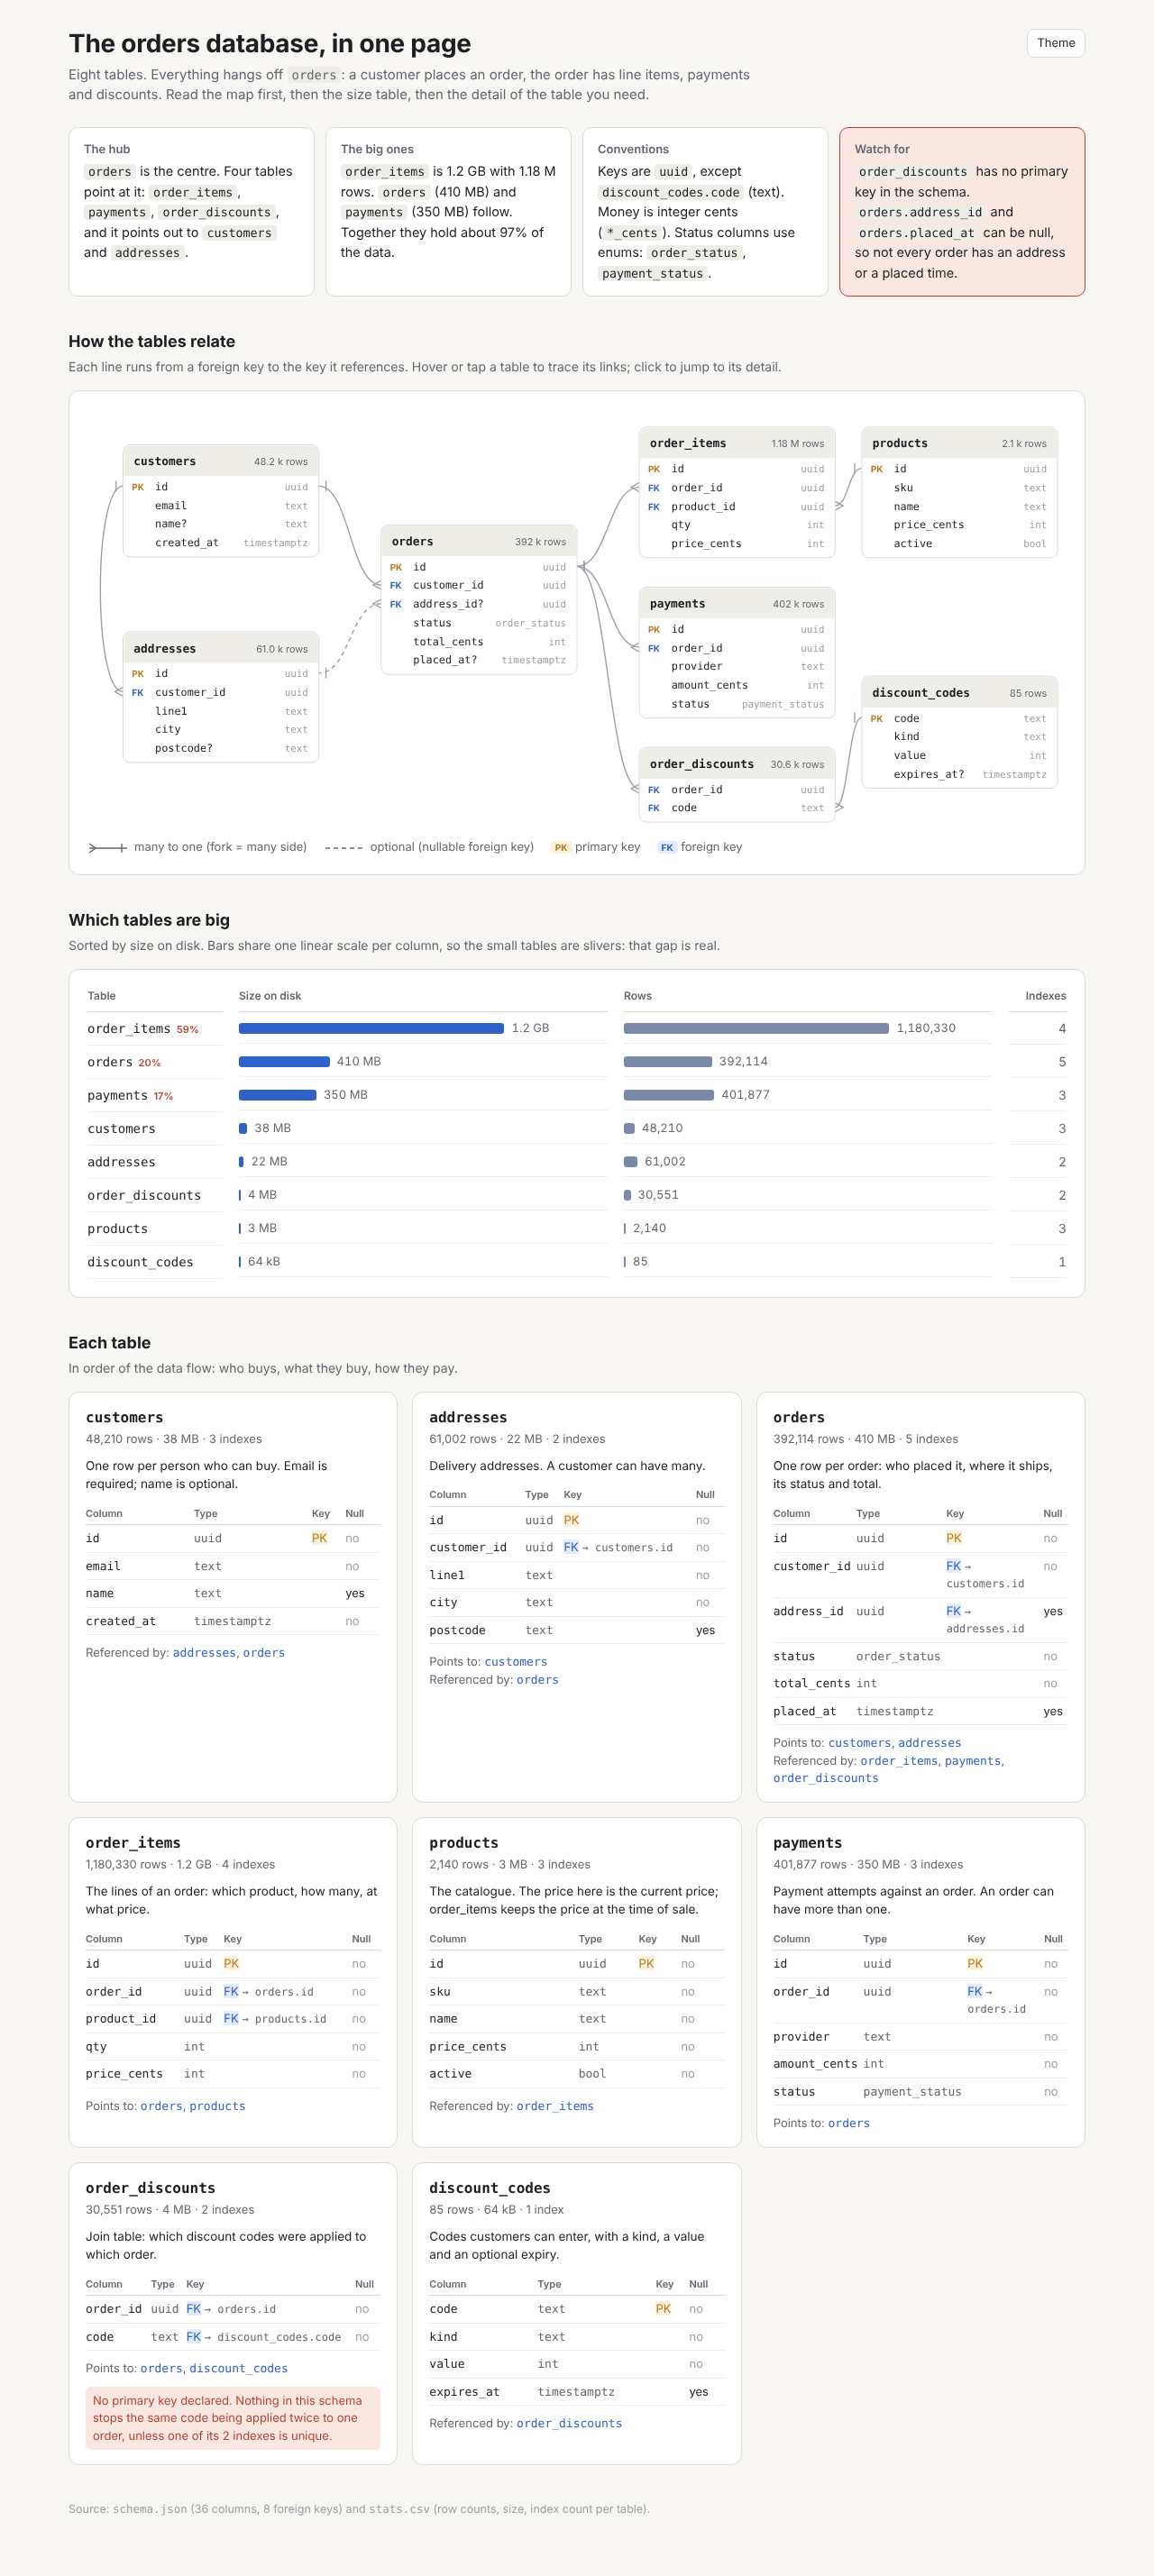 The orders database, in one page
Theme
Eight tables. Everything hangs off orders: a customer places an order, the order has line items, payments
and discounts. Read the map first, then the size table, then the detail of the table you need.
The hub
orders is the centre. Four tables
point at it: order_items,
payments, order_discounts,
and it points out to customers
and addresses.
The big ones
order_items is 1.2 GB with 1.18 M
rows. orders (410 MB) and
payments (350 MB) follow.
Together they hold about 97% of
the data.
Conventions
Keys are uuid, except
discount_codes.code (text).
Money is integer cents
(*_cents). Status columns use
enums: order_status,
payment_status.
Watch for
order_discounts has no primary
key in the schema.
orders.address_id and
orders.placed_at can be null,
so not every order has an address
or a placed time.
How the tables relate
Each line runs from a foreign key to the key it references. Hover or tap a table to trace its links; click to jump to its detail.
customers 48.2 k rows
PK id uuid
email text
name? text
created_at timestamptz
addresses 61.0 k rows
PK id uuid
FK customer_id uuid
line1 text
city text
postcode? text
orders 392 k rows
PK id uuid
FK customer_id uuid
FK address_id? uuid
status order_status
total_cents int
placed_at? timestamptz
order_items 1.18 M rows
PK id uuid
FK order_id uuid
FK product_id uuid
qty int
price_cents int
payments 402 k rows
PK id uuid
FK order_id uuid
provider text
amount_cents int
status payment_status
order_discounts 30.6 k rows
FK order_id uuid
FK code text
products 2.1 k rows
PK id uuid
sku text
name text
price_cents int
active bool
discount_codes 85 rows
PK code text
kind text
value int
expires_at? timestamptz
many to one (fork = many side) optional (nullable foreign key) PK primary key FK foreign key
Which tables are big
Sorted by size on disk. Bars share one linear scale per column, so the small tables are slivers: that gap is real.
Table Size on disk Rows Indexes
order_items 59% 1.2 GB 1,180,330 4
orders 20% 410 MB 392,114 5
payments 17% 350 MB 401,877 3
customers 38 MB 48,210 3
addresses 22 MB 61,002 2
order_discounts 4 MB 30,551 2
products 3 MB 2,140 3
discount_codes 64 kB 85 1
Each table
In order of the data flow: who buys, what they buy, how they pay.
customers
48,210 rows · 38 MB · 3 indexes
One row per person who can buy. Email is
required; name is optional.
Column Type Key Null
id uuid PK no
email text no
name text yes
created_at timestamptz no
Referenced by: addresses, orders
addresses
61,002 rows · 22 MB · 2 indexes
Delivery addresses. A customer can have many.
Column Type Key Null
id uuid PK no
customer_id uuid FK → customers.id no
line1 text no
city text no
postcode text yes
Points to: customers
Referenced by: orders
orders
392,114 rows · 410 MB · 5 indexes
One row per order: who placed it, where it ships,
its status and total.
Column Type Key Null
id uuid PK no
customer_id uuid FK → no
customers.id
address_id uuid FK → yes
addresses.id
status order_status no
total_cents int no
placed_at timestamptz yes
Points to: customers, addresses
Referenced by: order_items, payments,
order_discounts
order_items
1,180,330 rows · 1.2 GB · 4 indexes
The lines of an order: which product, how many, at
what price.
Column Type Key Null
id uuid PK no
order_id uuid FK → orders.id no
product_id uuid FK → products.id no
qty int no
price_cents int no
Points to: orders, products
products
2,140 rows · 3 MB · 3 indexes
The catalogue. The price here is the current price;
order_items keeps the price at the time of sale.
Column Type Key Null
id uuid PK no
sku text no
name text no
price_cents int no
active bool no
Referenced by: order_items
payments
401,877 rows · 350 MB · 3 indexes
Payment attempts against an order. An order can
have more than one.
Column Type Key Null
id uuid PK no
order_id uuid FK → no
orders.id
provider text no
amount_cents int no
status payment_status no
Points to: orders
order_discounts
30,551 rows · 4 MB · 2 indexes
Join table: which discount codes were applied to
which order.
Column Type Key Null
order_id uuid FK → orders.id no
code text FK → discount_codes.code no
Points to: orders, discount_codes
No primary key declared. Nothing in this schema
stops the same code being applied twice to one
order, unless one of its 2 indexes is unique.
discount_codes
85 rows · 64 kB · 1 index
Codes customers can enter, with a kind, a value
and an optional expiry.
Column Type Key Null
code text PK no
kind text no
value int no
expires_at timestamptz yes
Referenced by: order_discounts
Source: schema.json (36 columns, 8 foreign keys) and stats.csv (row counts, size, index count per table).